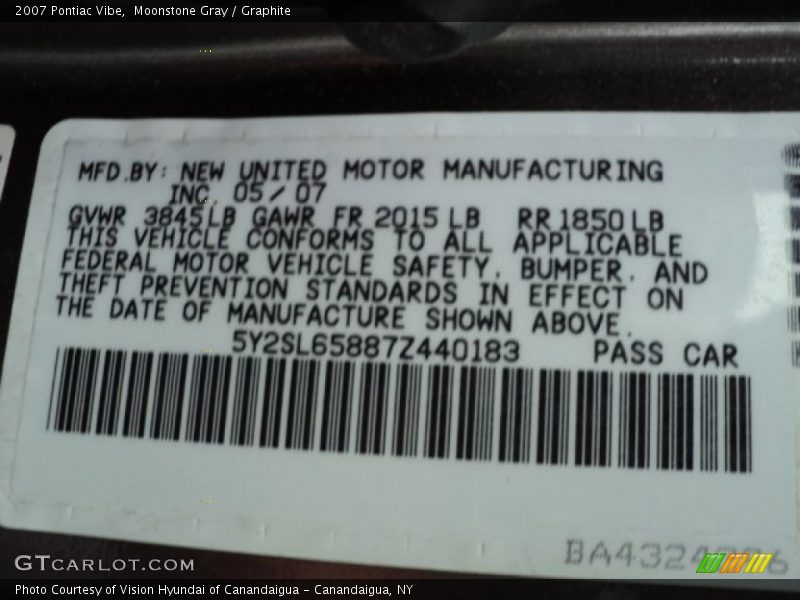 2007 Pontiac Vibe, Moonstone Gray / Graphite
MFD.BY: NEW UNITED MOTOR MANUFACTURING
INC 05/07
GVWR 3845LB GAWR FR 2015 LB RR 1850 LB
THIS VEHICLE CONFORMS TO ALL APPLICABLE
FEDERAL MOTOR VEHICLE SAFETY, BUMPER, AND
THEFT PREVENTION STANDARDS IN EFFECT ON
THE DATE OF MANUFACTURE SHOWN ABOVE.
5Y2SL65887Z440183 PASS CAR
GTCARLOT.COM
Photo Courtesy of Vision Hyundai of Canandaigua - Canandaigua, NY